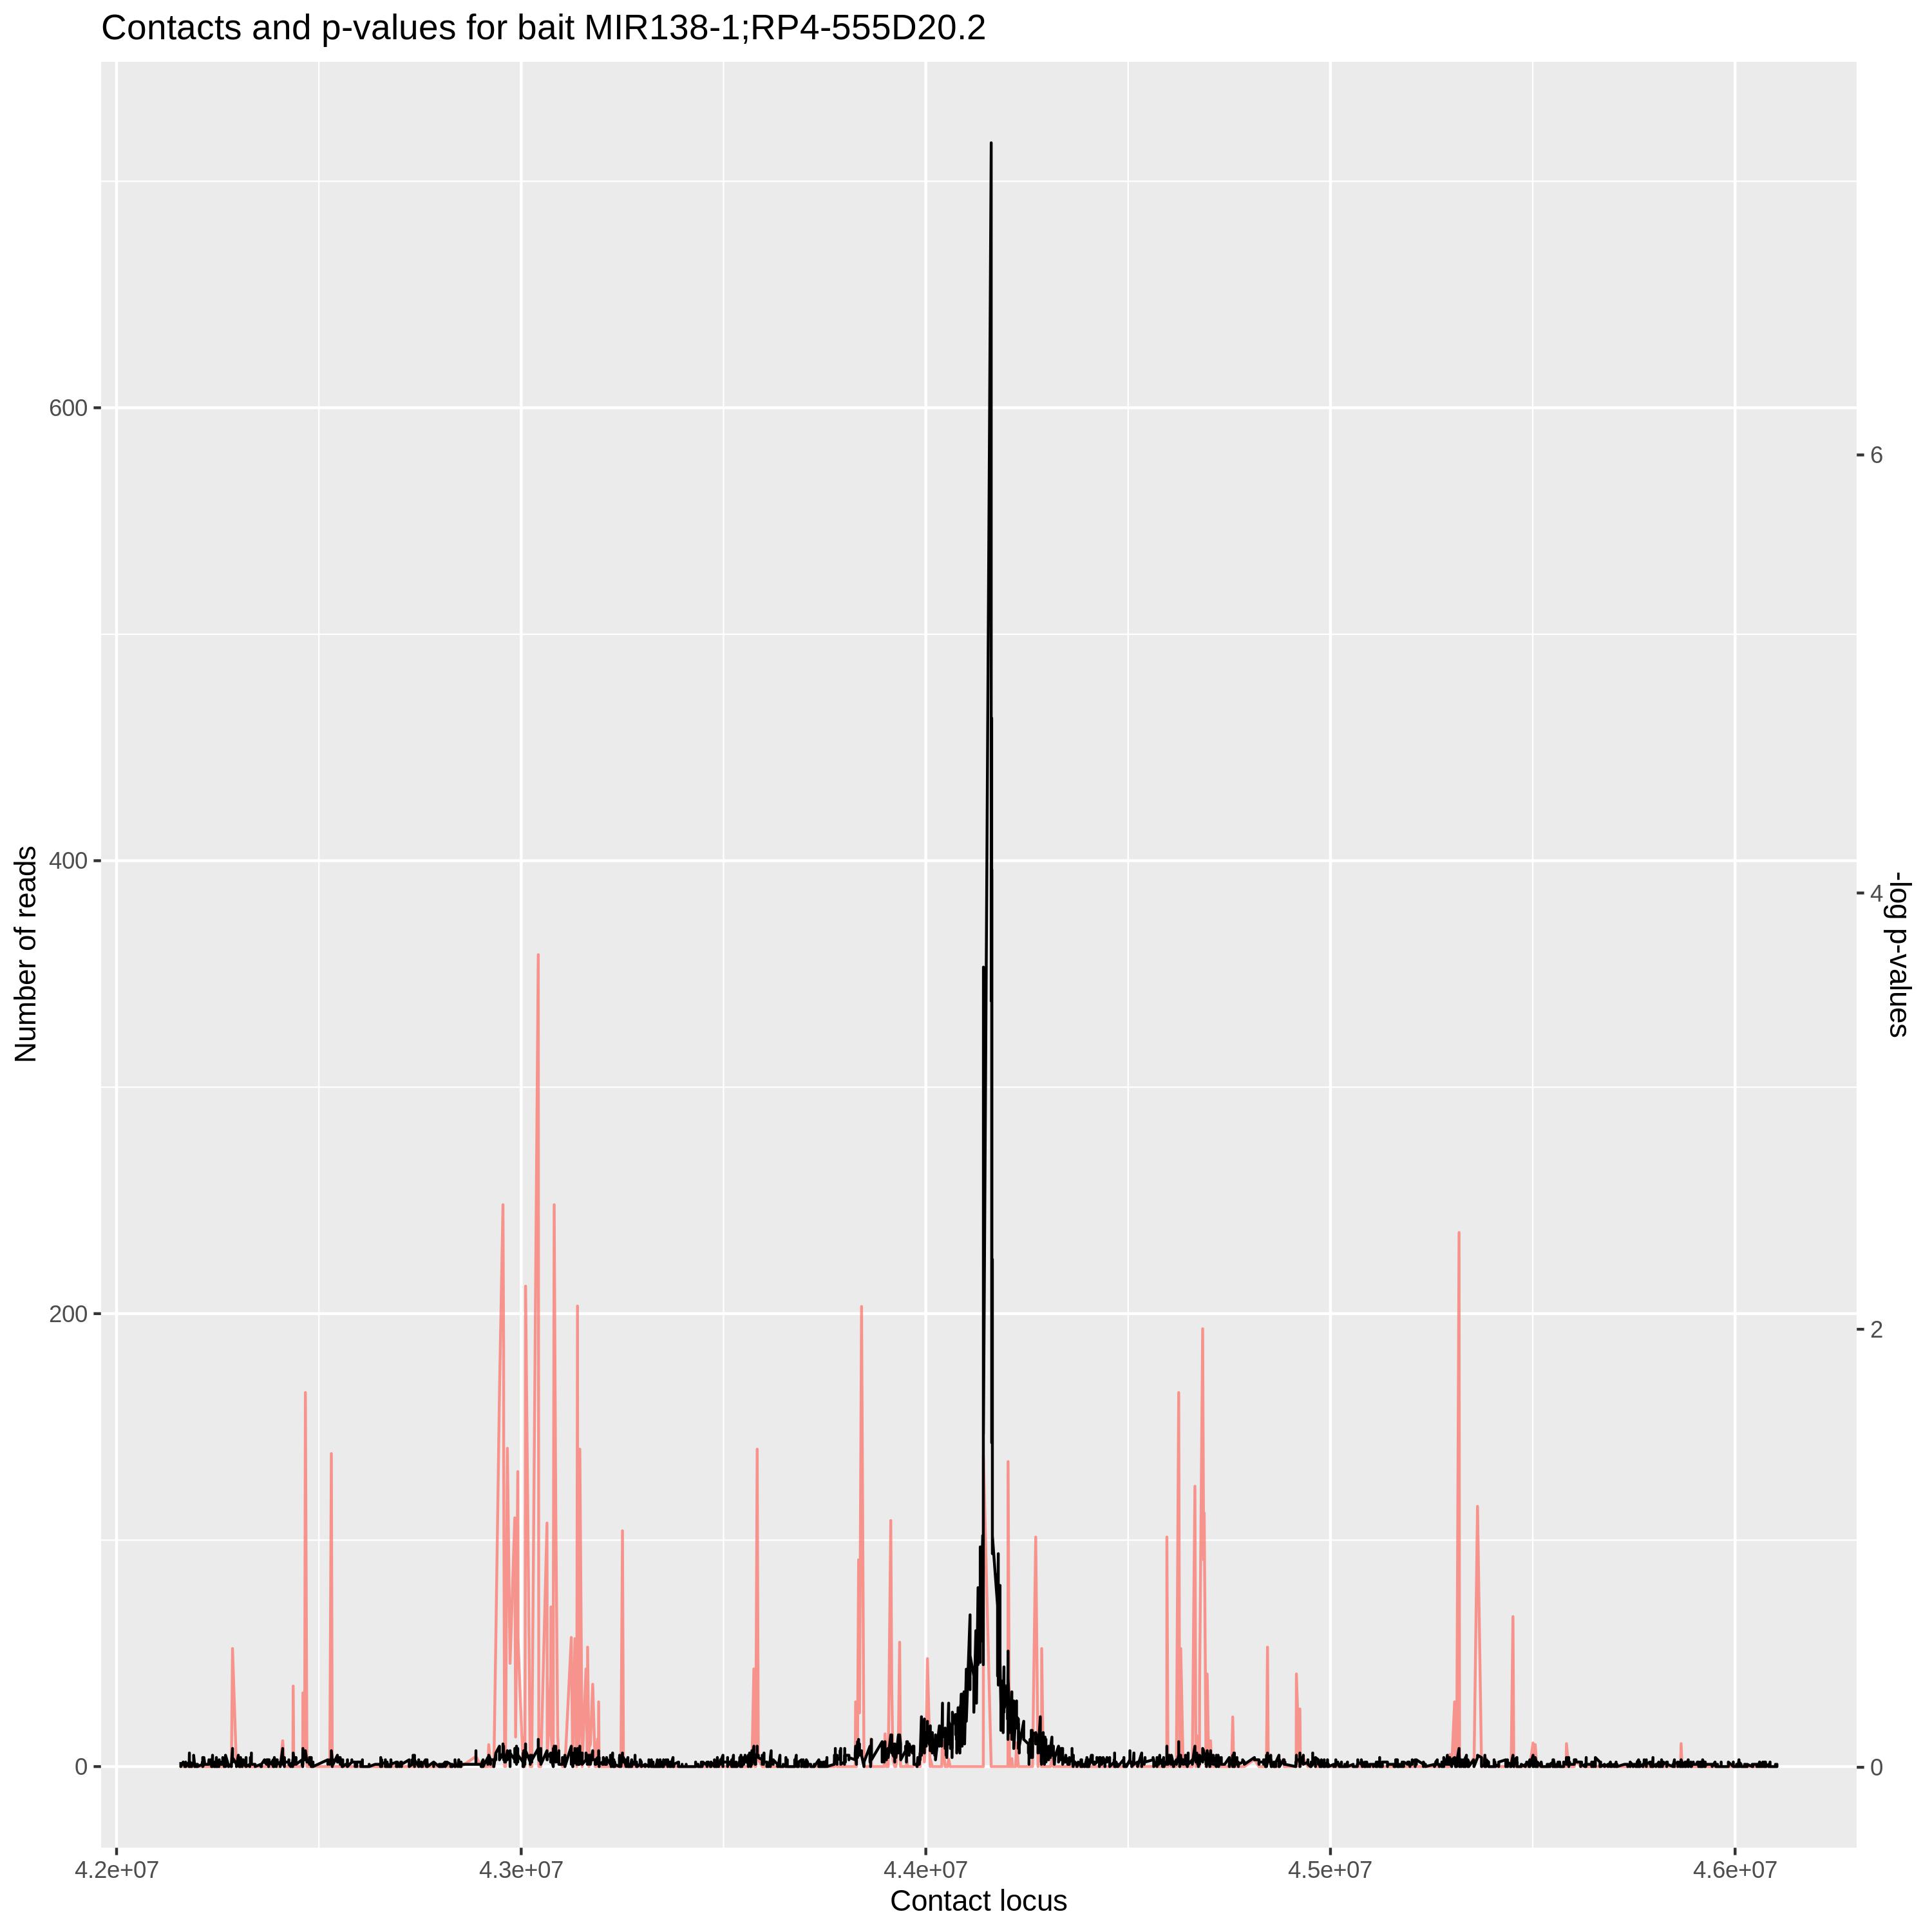 Contacts and p-values for bait MIR138-1;RP4-555D20.2
600
400
200
0
Number of reads
6
4
2
0
-log p-values
4.2e+07
4.3e+07
4.4e+07
4.5e+07
4.6e+07
Contact locus